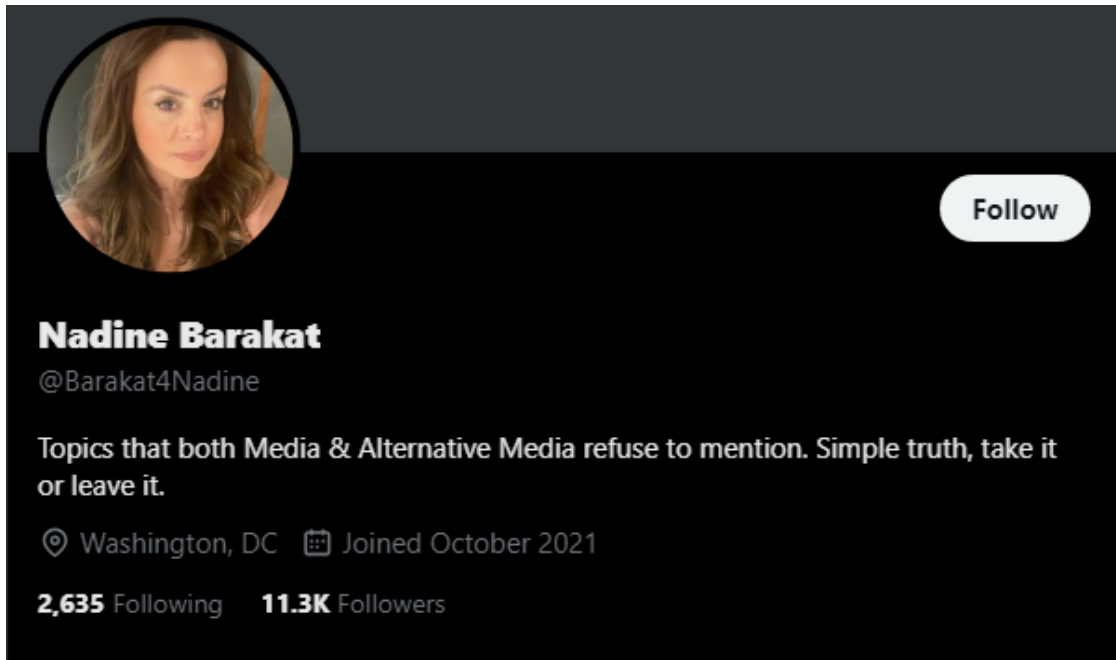 Follow
Nadine Barakat
@Barakat4Nadine
Topics that both Media & Alternative Media refuse to mention. Simple truth, take it
or leave it.
Washington, DC Joined October 2021
2,635 Following 11.3K Followers